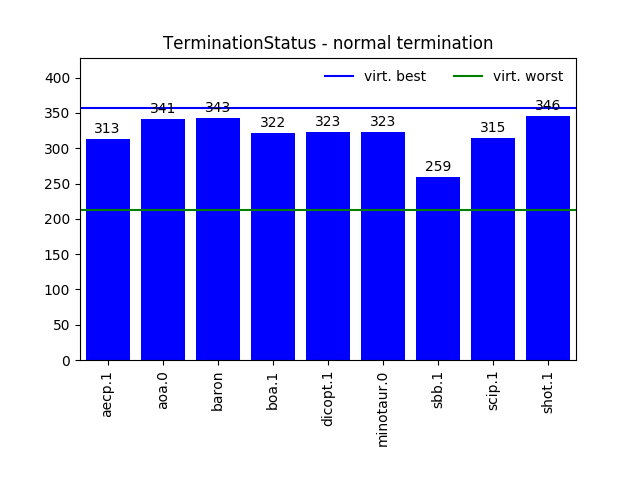 TerminationStatus - normal termination
virt. best
virt. worst
400
350
300
250
200
150
100
50
0
313
341
343
322
323
323
259
315
346
aecp.1
aoa.0
baron
boa.1
dicopt.1
minotaur.0
sbb.1
scip.1
shot.1